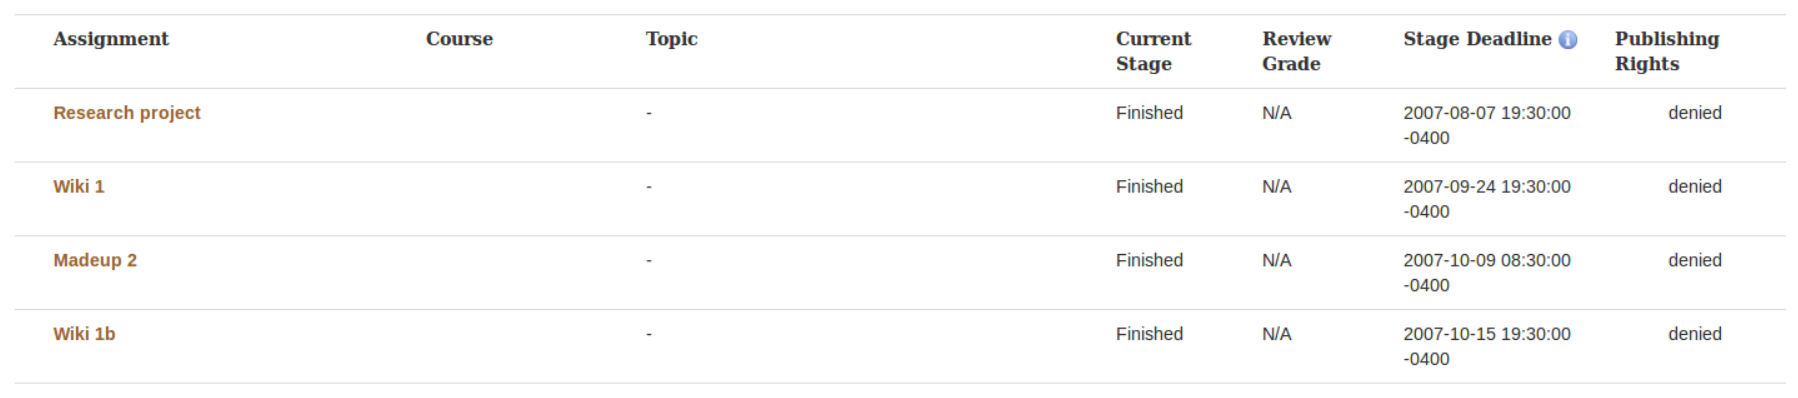 Assignment Course Topic Current Stage Review Grade Stage Deadline Publishing Rights
Research project - Finished N/A 2007-08-07 19:30:00 -0400 denied
Wiki 1 - Finished N/A 2007-09-24 19:30:00 -0400 denied
Madeup 2 - Finished N/A 2007-10-09 08:30:00 -0400 denied
Wiki 1b - Finished N/A 2007-10-15 19:30:00 -0400 denied